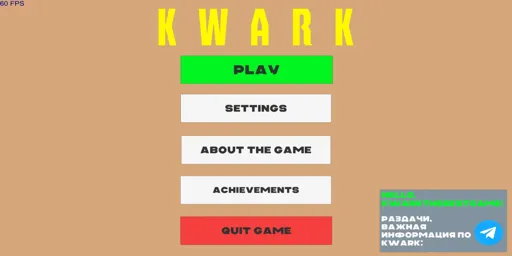 60 FPS
KWARK
PLAY
SETTINGS
ABOUT THE GAME
ACHIEVEMENTS
QUIT GAME
РАЗДАЧИ,
ВАЖНАЯ
ИНФОРМАЦИЯ ПО
KWARK: